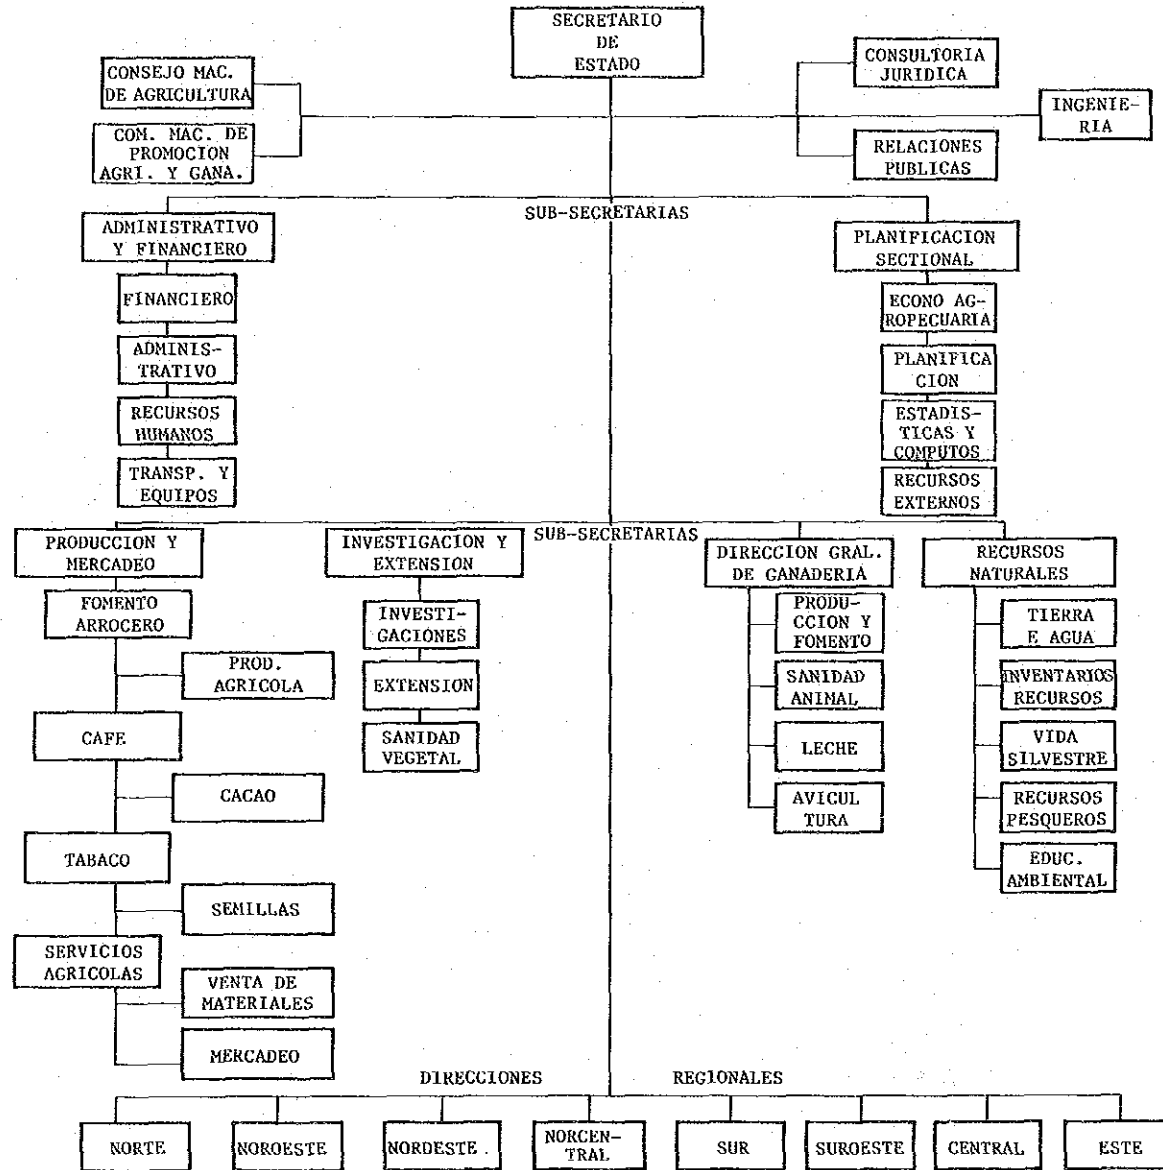 SECRETARIO
DE
ESTADO
CONSEJO MAC.
DE AGRICULTURA
COM. MAC. DE
PROMOCION
AGRI. Y GANA.
CONSULTORIA
JURIDICA
INGENIE-
RIA
RELACIONES
PUBLICAS
SUB-SECRETARIAS
ADMINISTRATIVO
Y FINANCIERO
FINANCIERO
ADMINIS-
TRATIVO
RECURSOS
HUMANOS
TRANSP. Y
EQUIPOS
PLANIFICACION
SECTIONAL
ECONO AG-
ROPECUARIA
PLANIFICA
CION
ESTADIS-
TICAS Y
COMPUTOS
RECURSOS
EXTERNOS
SUB-SECRETARIAS
PRODUCCION Y
MERCADEO
FOMENTO
ARROCERO
PROD.
AGRICOLA
CAFE
CACAO
TABACO
SEMILLAS
SERVICIOS
AGRICOLAS
VENTA DE
MATERIALES
MERCADEO
INVESTIGACION Y
EXTENSION
INVESTI-
GACIONES
EXTENSION
SANIDAD
VEGETAL
DIRECCION GRAL.
DE GANADERIA
PRODU-
CCION Y
FOMENTO
SANIDAD
ANIMAL
LECHE
AVICUL
TURA
RECURSOS
NATURALES
TIERRA
E AGUA
INVENTARIOS
RECURSOS
VIDA
SILVESTRE
RECURSOS
PESQUEROS
EDUC.
AMBIENTAL
DIRECCIONES REGIONALES
NORTE
NOROESTE
NORDESTE.
NORCEN-
TRAL
SUR
SUROESTE
CENTRAL
ESTE